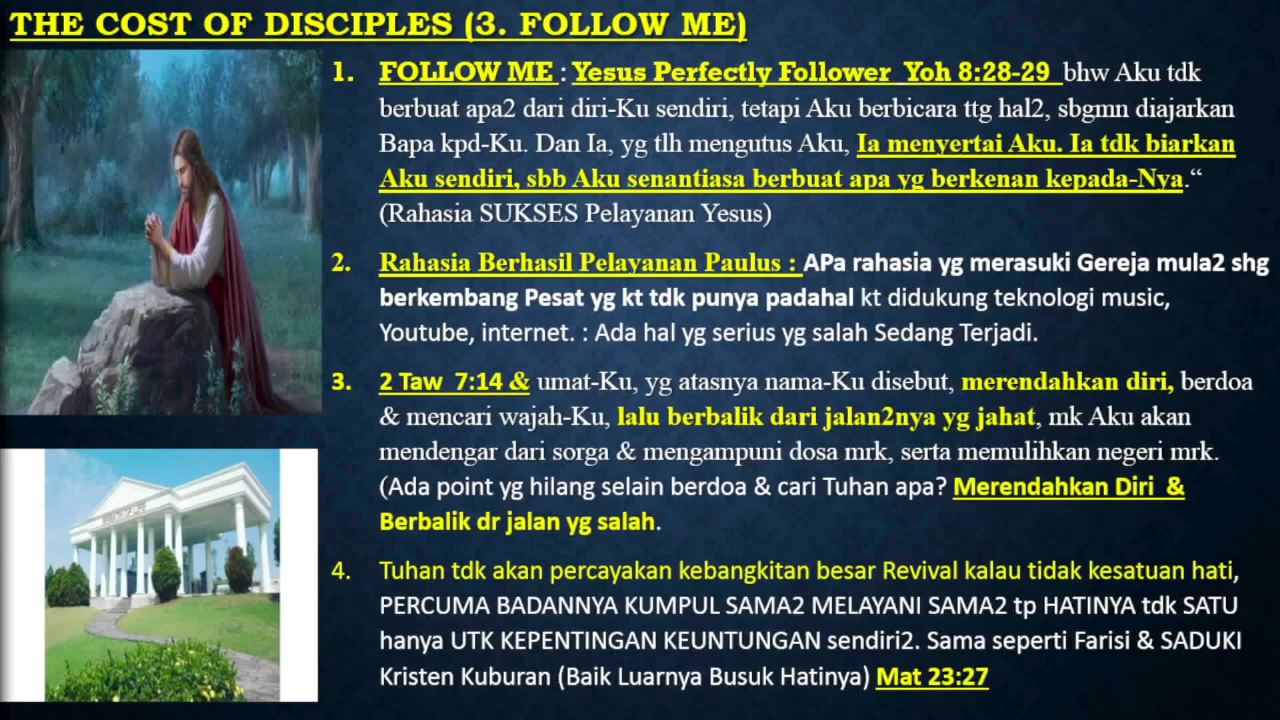 THE COST OF DISCIPLES (3. FOLLOW ME)
1. FOLLOW ME : Yesus Perfectly Follower Yoh 8:28-29 bhw Aku tdk
berbuat apa2 dari diri-Ku sendiri, tetapi Aku berbicara ttg hal2, sbgmn diajarkan
Bapa kpd-Ku. Dan Ia, yg tlh mengutus Aku, Ia menyertai Aku. Ia tdk biarkan
Aku sendiri, sbb Aku senantiasa berbuat apa yg berkenan kepada-Nya.“
(Rahasia SUKSES Pelayanan Yesus)
2. Rahasia Berhasil Pelayanan Paulus : APa rahasia yg merasuki Gereja mula2 shg
berkembang Pesat yg kt tdk punya padahal kt didukung teknologi music,
Youtube, internet. : Ada hal yg serius yg salah Sedang Terjadi.
3. 2 Taw 7:14 & umat-Ku, yg atasnya nama-Ku disebut, merendahkan diri, berdoa
& mencari wajah-Ku, lalu berbalik dari jalan2nya yg jahat, mk Aku akan
mendengar dari sorga & mengampuni dosa mrk, serta memulihkan negeri mrk.
(Ada point yg hilang selain berdoa & cari Tuhan apa? Merendahkan Diri &
Berbalik dr jalan yg salah.
4. Tuhan tdk akan percayakan kebangkitan besar Revival kalau tidak kesatuan hati,
PERCUMA BADANNYA KUMPUL SAMA2 MELAYANI SAMA2 tp HATINYA tdk SATU
hanya UTK KEPENTINGAN KEUNTUNGAN sendiri2. Sama seperti Farisi & SADUKI
Kristen Kuburan (Baik Luarnya Busuk Hatinya) Mat 23:27